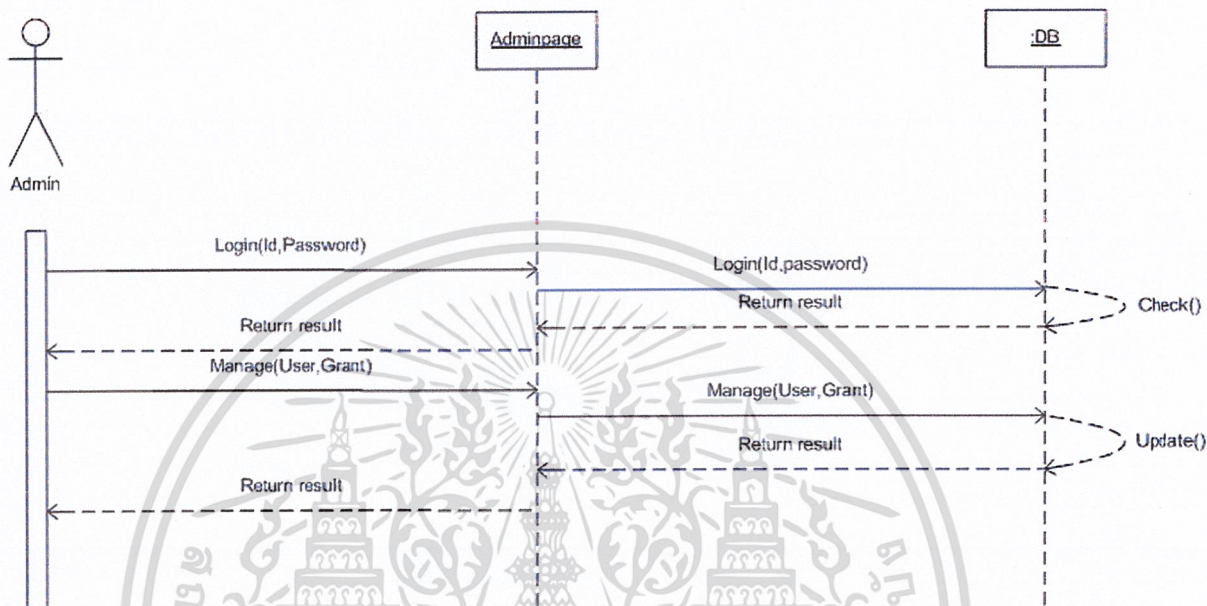 Adminpage
:DB
Admin
Login(Id,Password)
Login(Id,password)
Return result
Check()
Return result
Manage(User,Grant)
Manage(User,Grant)
Return result
Update()
Return result